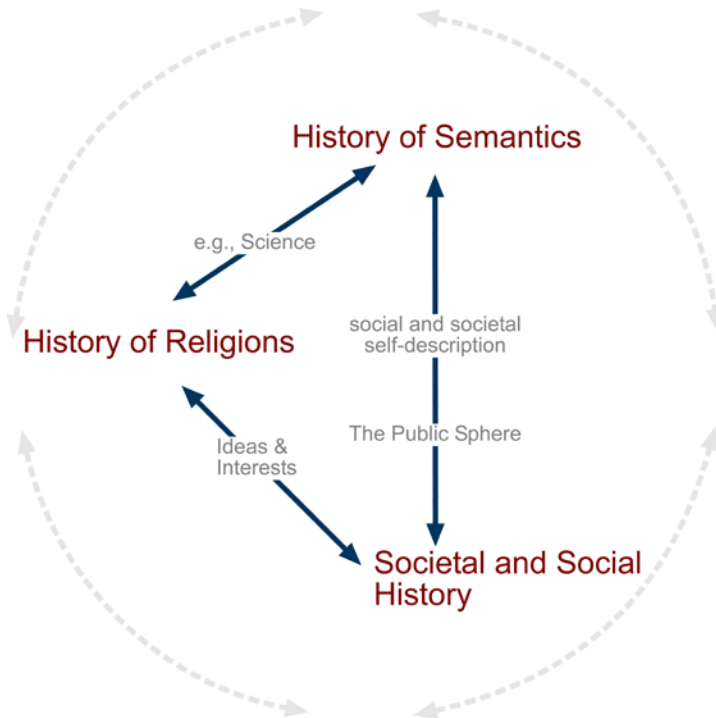 History of Semantics
e.g., Science
History of Religions
social and societal
self-description
Ideas &
Interests
The Public Sphere
Societal and Social
History